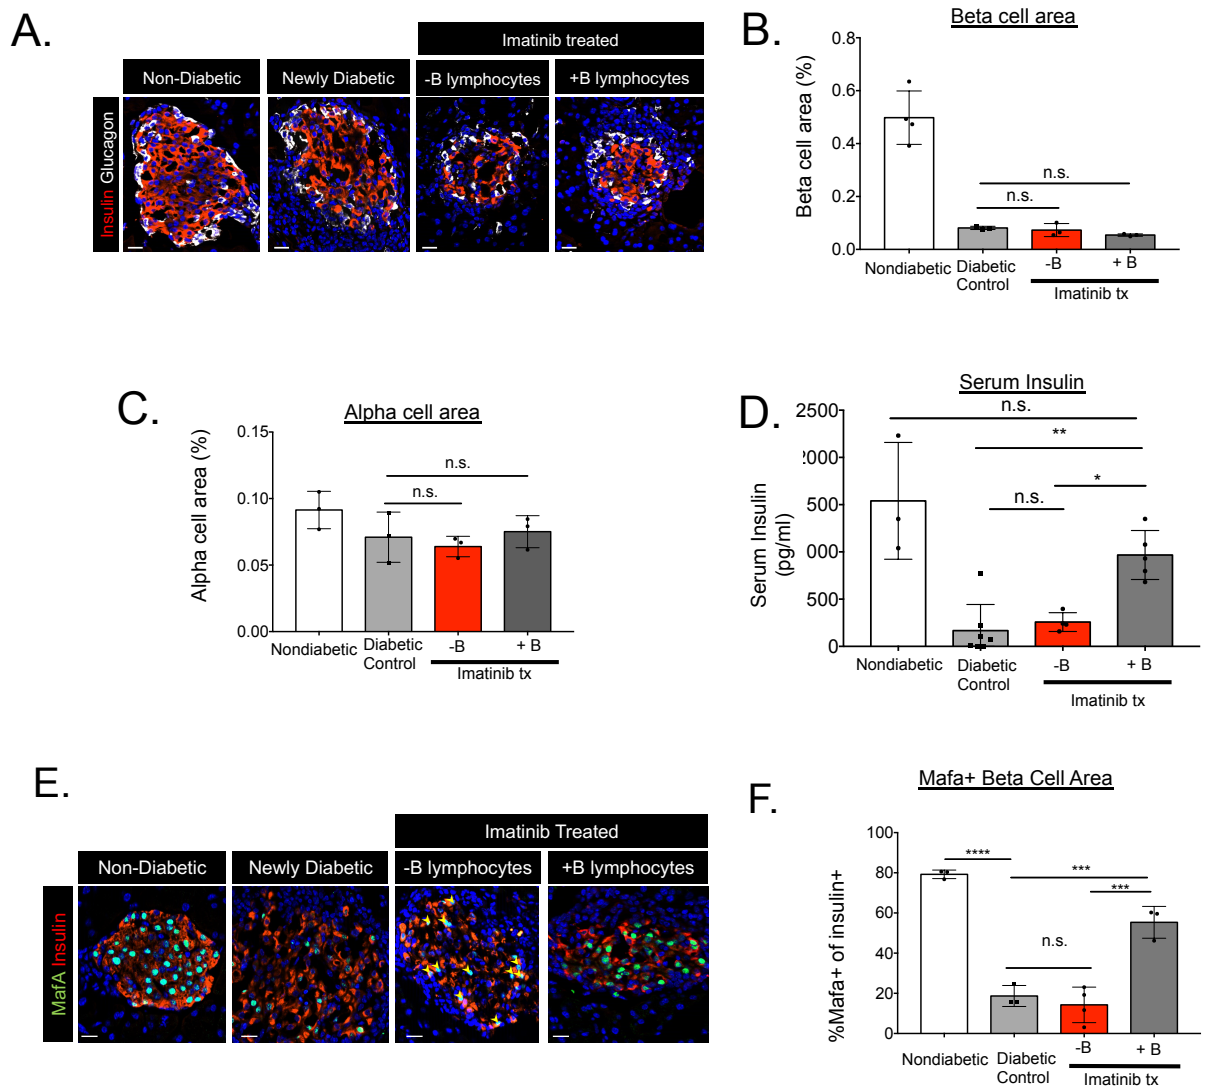 A.
Imatinib treated
Non-Diabetic
Newly Diabetic
-B lymphocytes
+B lymphocytes
Insulin Glucagon
B.
Beta cell area
Beta cell area (%)
0.8
0.6
0.4
0.2
0.0
n.s.
n.s.
Nondiabetic
Diabetic
Control
-B
+ B
Imatinib tx
C.
Alpha cell area
Alpha cell area (%)
0.15
0.10
0.05
0.00
n.s.
n.s.
Nondiabetic
Diabetic
Control
-B
+ B
Imatinib tx
D.
Serum Insulin
Serum Insulin
(pg/ml)
2500
2000
500
000
500
0
n.s.
**
*
n.s.
Nondiabetic
Diabetic
Control
-B
+ B
Imatinib tx
E.
Imatinib Treated
Non-Diabetic
Newly Diabetic
-B lymphocytes
+B lymphocytes
MafA Insulin
F.
Mafa+ Beta Cell Area
%Mafa+ of insulin+
100
80
60
40
20
0
****
***
***
n.s.
Nondiabetic
Diabetic
Control
-B
+ B
Imatinib tx